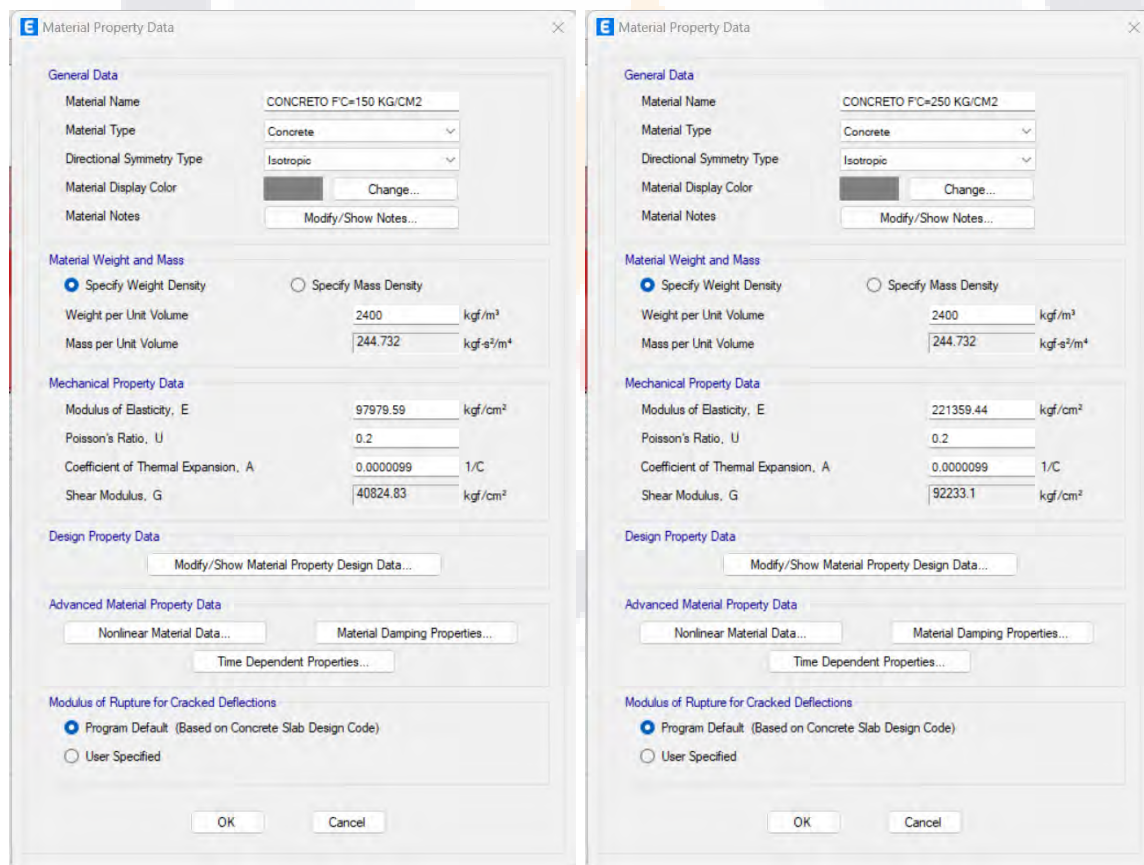 E Material Property Data
General Data
Material Name CONCRETO F'C=150 KG/CM2
Material Type Concrete
Directional Symmetry Type Isotropic
Material Display Color Change...
Material Notes Modify/Show Notes...
Material Weight and Mass
Specify Weight Density Specify Mass Density
Weight per Unit Volume 2400 kgf/m³
Mass per Unit Volume 244.732 kgf-s²/m⁴
Mechanical Property Data
Modulus of Elasticity, E 97979.59 kgf/cm²
Poisson's Ratio, U 0.2
Coefficient of Thermal Expansion, A 0.0000099 1/C
Shear Modulus, G 40824.83 kgf/cm²
Design Property Data
Modify/Show Material Property Design Data...
Advanced Material Property Data
Nonlinear Material Data... Material Damping Properties...
Time Dependent Properties...
Modulus of Rupture for Cracked Deflections
Program Default (Based on Concrete Slab Design Code)
User Specified
OK Cancel
E Material Property Data
General Data
Material Name CONCRETO F'C=250 KG/CM2
Material Type Concrete
Directional Symmetry Type Isotropic
Material Display Color Change...
Material Notes Modify/Show Notes...
Material Weight and Mass
Specify Weight Density Specify Mass Density
Weight per Unit Volume 2400 kgf/m³
Mass per Unit Volume 244.732 kgf-s²/m⁴
Mechanical Property Data
Modulus of Elasticity, E 221359.44 kgf/cm²
Poisson's Ratio, U 0.2
Coefficient of Thermal Expansion, A 0.0000099 1/C
Shear Modulus, G 92233.1 kgf/cm²
Design Property Data
Modify/Show Material Property Design Data...
Advanced Material Property Data
Nonlinear Material Data... Material Damping Properties...
Time Dependent Properties...
Modulus of Rupture for Cracked Deflections
Program Default (Based on Concrete Slab Design Code)
User Specified
OK Cancel